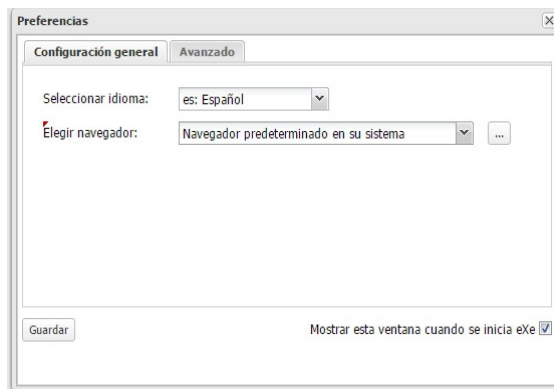 Preferencias
Configuración general Avanzado
Seleccionar idioma: es: Español
Elegir navegador: Navegador predeterminado en su sistema ...
Guardar Mostrar esta ventana cuando se inicia eXe